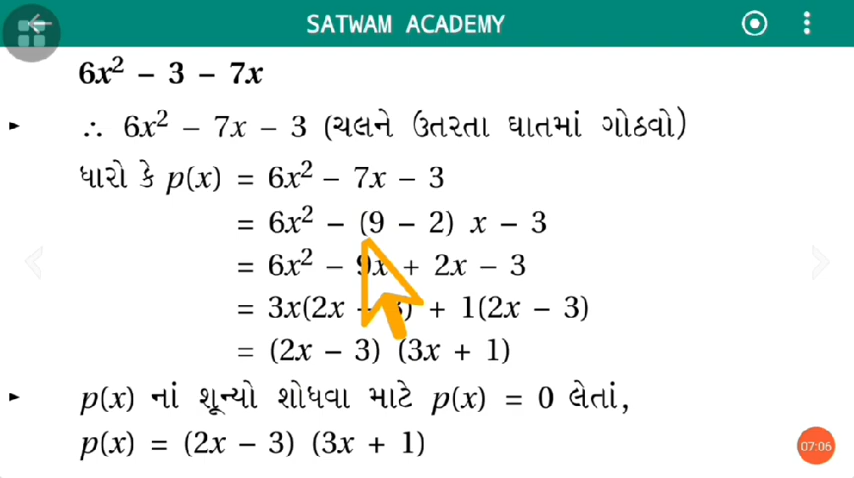 SATWAM ACADEMY
6x² − 3 − 7x
► ∴ 6x² − 7x − 3 (ચલને ઉતરતા ઘાતમાં ગોઠવો)
ધારો કે p(x) = 6x² − 7x − 3
= 6x² − (9 − 2) x − 3
= 6x² − 9x + 2x − 3
= 3x(2x − 3) + 1(2x − 3)
= (2x − 3) (3x + 1)
► p(x) નાં શૂન્યો શોધવા માટે p(x) = 0 લેતાં,
p(x) = (2x − 3) (3x + 1)
07:06